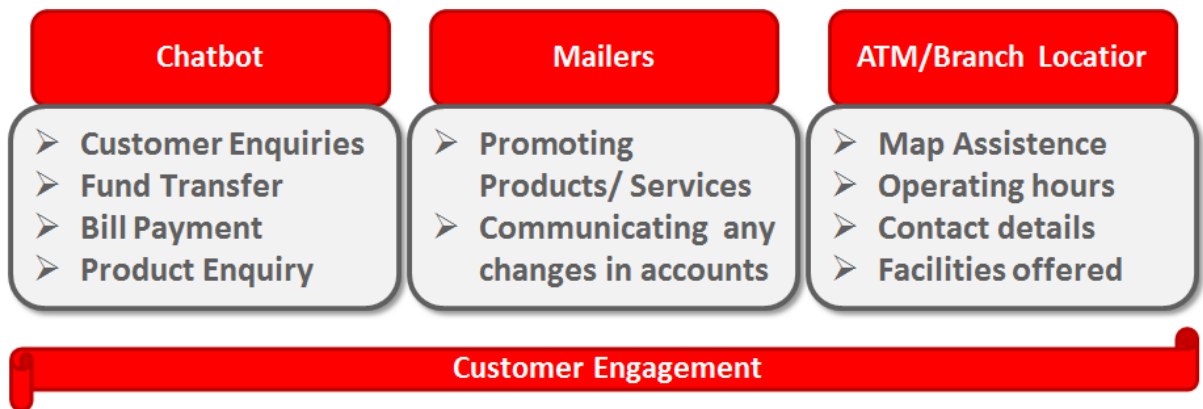 Chatbot
Customer Enquiries
Fund Transfer
Bill Payment
Product Enquiry
Mailers
Promoting
Products/ Services
Communicating any
changes in accounts
ATM/Branch Locatior
Map Assistence
Operating hours
Contact details
Facilities offered
Customer Engagement